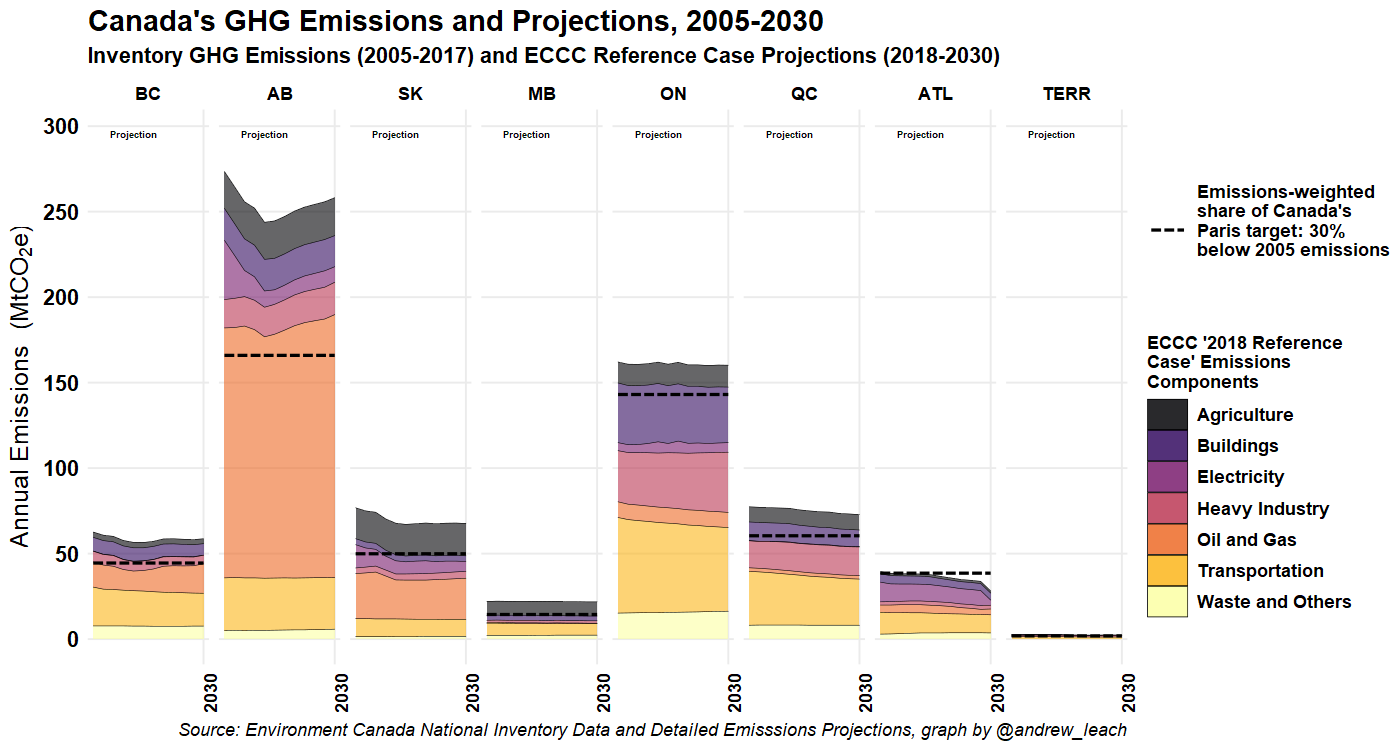 Canada's GHG Emissions and Projections, 2005-2030
Inventory GHG Emissions (2005-2017) and ECCC Reference Case Projections (2018-2030)
BC AB SK MB ON QC ATL TERR
Projection Projection Projection Projection Projection Projection Projection Projection
Annual Emissions (MtCO₂e)
300
250
200
150
100
50
0
2030 2030 2030 2030 2030 2030 2030 2030
Emissions-weighted
share of Canada's
Paris target: 30%
below 2005 emissions
ECCC '2018 Reference
Case' Emissions
Components
Agriculture
Buildings
Electricity
Heavy Industry
Oil and Gas
Transportation
Waste and Others
Source: Environment Canada National Inventory Data and Detailed Emisssions Projections, graph by @andrew_leach